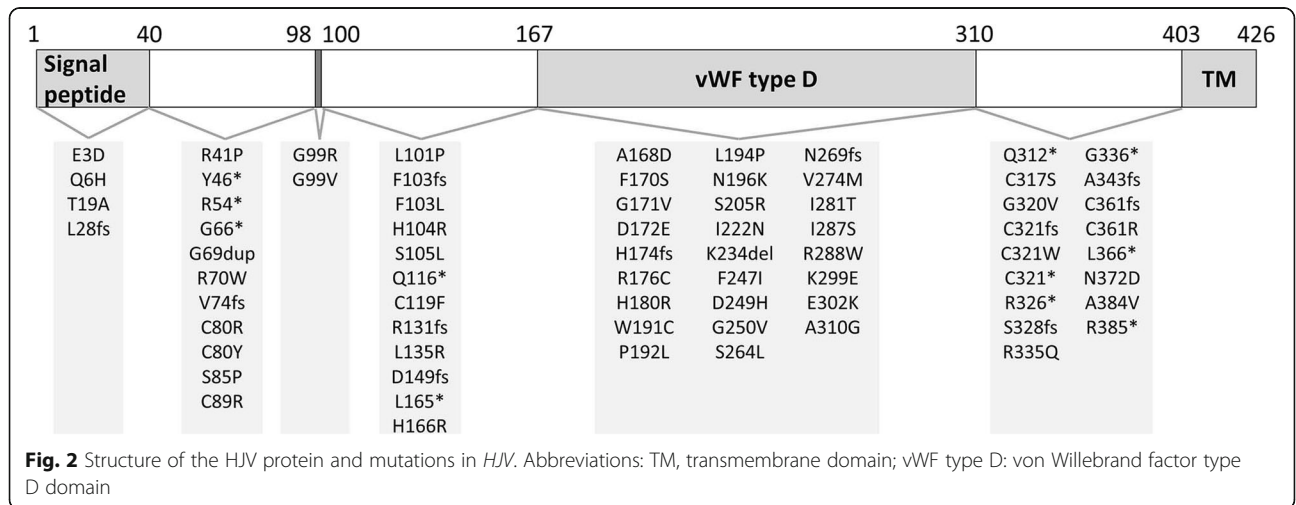 1 40 98 100 167 310 403 426
Signal
peptide
vWF type D
TM
E3D
Q6H
T19A
L28fs
R41P
Y46*
R54*
G66*
G69dup
R70W
V74fs
C80R
C80Y
S85P
C89R
G99R
G99V
L101P
F103fs
F103L
H104R
S105L
Q116*
C119F
R131fs
L135R
D149fs
L165*
H166R
A168D
F170S
G171V
D172E
H174fs
R176C
H180R
W191C
P192L
L194P
N196K
S205R
I222N
K234del
F247I
D249H
G250V
S264L
N269fs
V274M
I281T
I287S
R288W
K299E
E302K
A310G
Q312*
C317S
G320V
C321fs
C321W
C321*
R326*
S328fs
R335Q
G336*
A343fs
C361fs
C361R
L366*
N372D
A384V
R385*
Fig. 2 Structure of the HJV protein and mutations in HJV. Abbreviations: TM, transmembrane domain; vWF type D: von Willebrand factor type
D domain